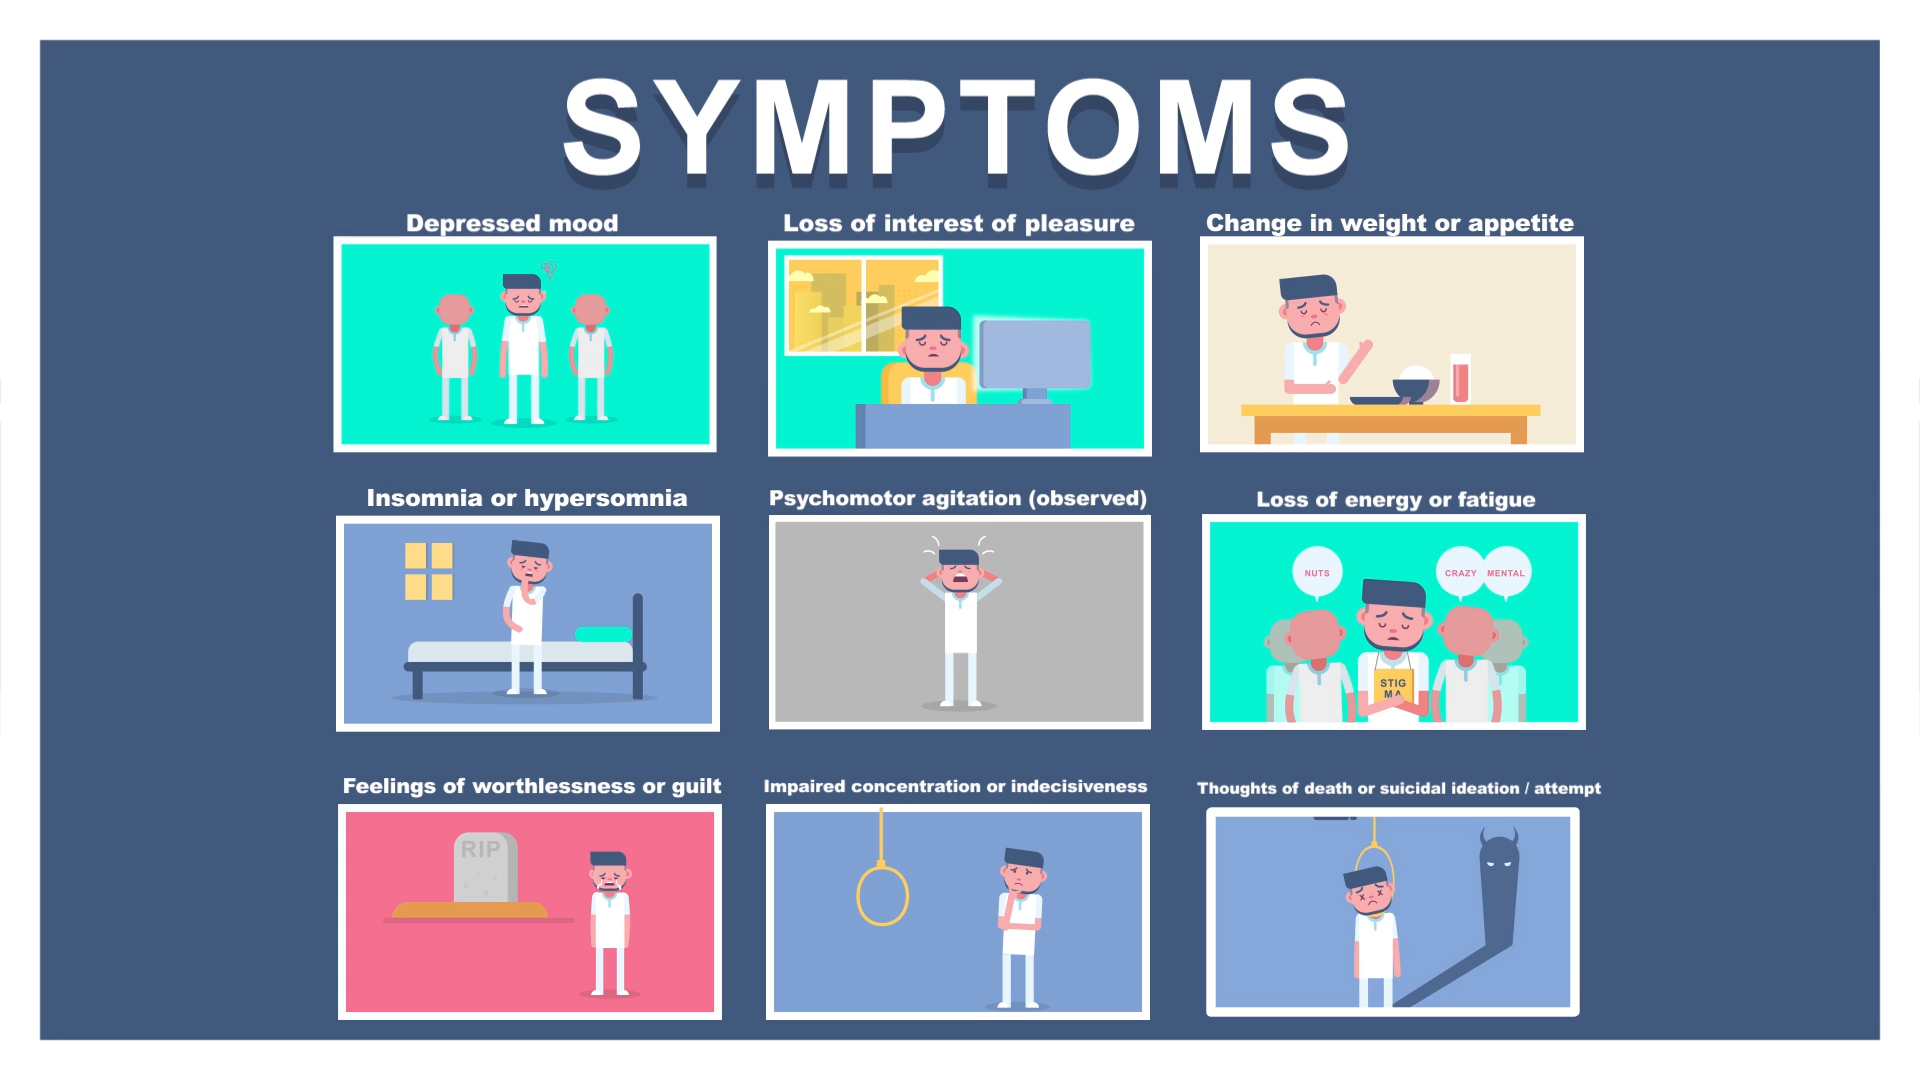 SYMPTOMS
Depressed mood
Loss of interest of pleasure
Change in weight or appetite
Insomnia or hypersomnia
Psychomotor agitation (observed)
Loss of energy or fatigue
NUTS
CRAZY
MENTAL
STIG
MA
Feelings of worthlessness or guilt
Impaired concentration or indecisiveness
Thoughts of death or suicidal ideation / attempt
RIP